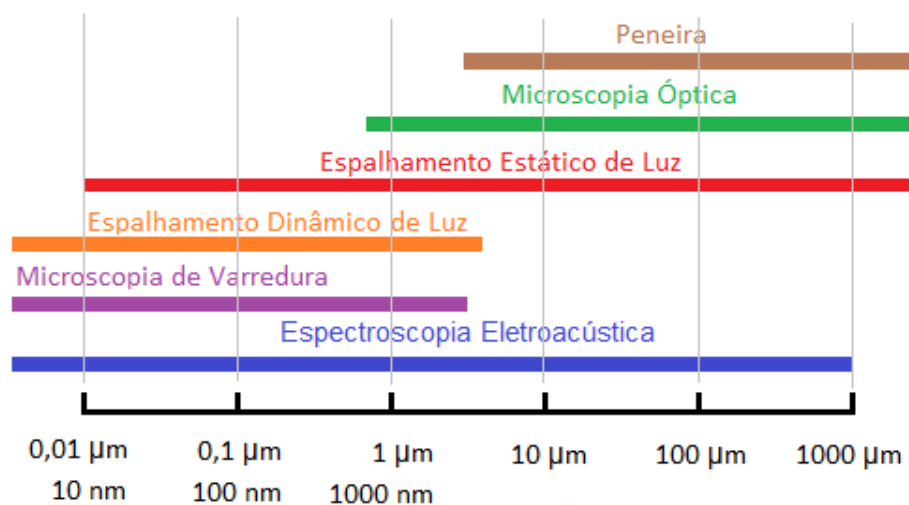 Peneira
Microscopia Óptica
Espalhamento Estático de Luz
Espalhamento Dinâmico de Luz
Microscopia de Varredura
Espectroscopia Eletroacústica
0,01 µm 0,1 µm 1 µm 10 µm 100 µm 1000 µm
10 nm 100 nm 1000 nm